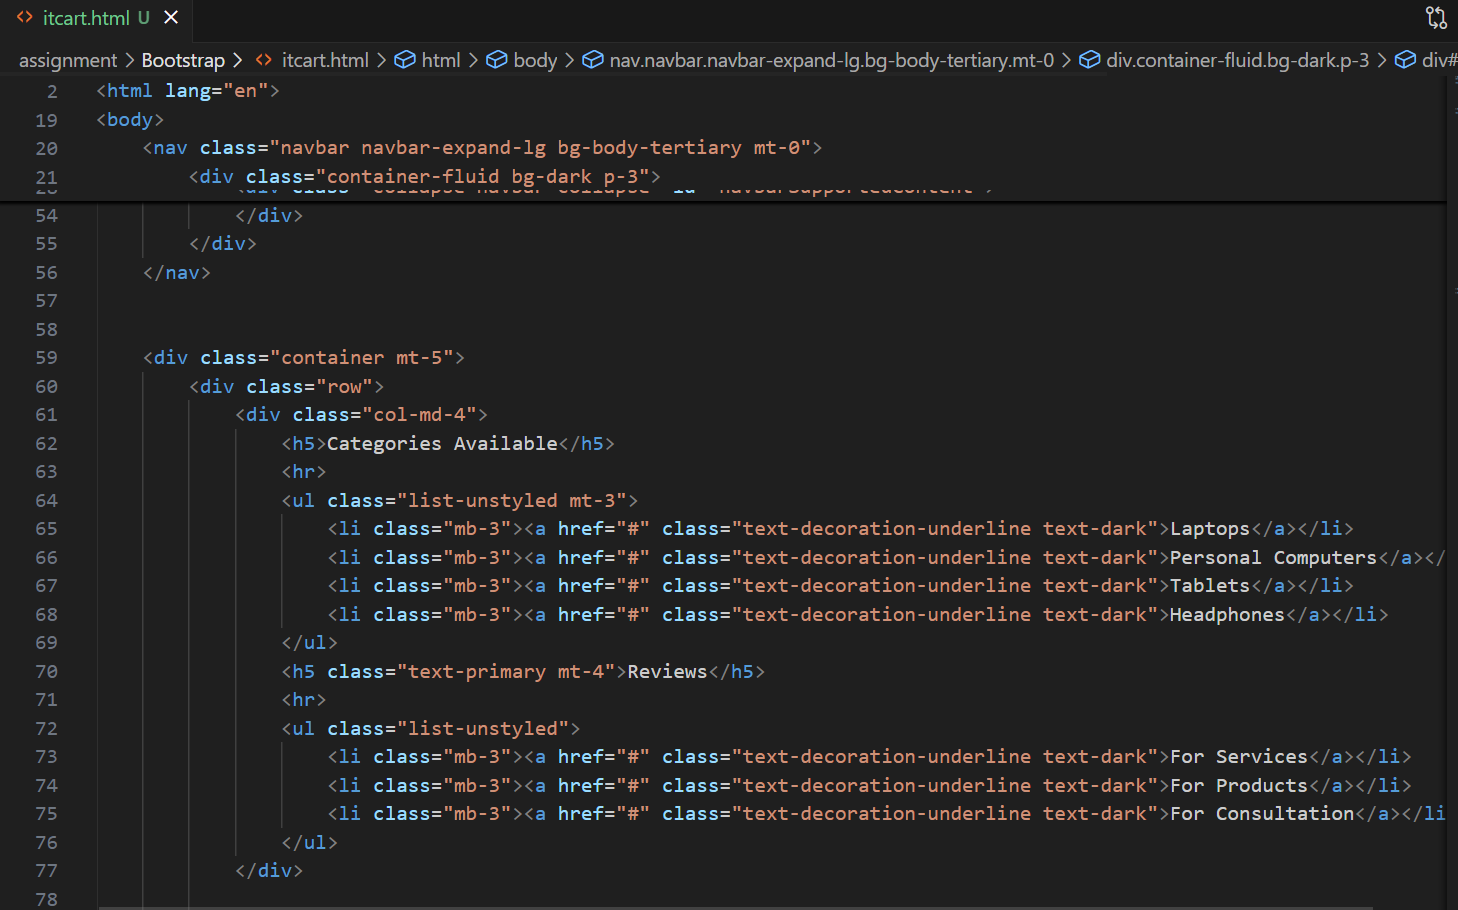 itcart.html U
assignment > Bootstrap > itcart.html > html > body > nav.navbar.navbar-expand-lg.bg-body-tertiary.mt-0 > div.container-fluid.bg-dark.p-3 > div#
2 <html lang="en">
19 <body>
20 <nav class="navbar navbar-expand-lg bg-body-tertiary mt-0">
21 <div class="container-fluid bg-dark p-3">
54 </div>
55 </div>
56 </nav>
57
58
59 <div class="container mt-5">
60 <div class="row">
61 <div class="col-md-4">
62 <h5>Categories Available</h5>
63 <hr>
64 <ul class="list-unstyled mt-3">
65 <li class="mb-3"><a href="#" class="text-decoration-underline text-dark">Laptops</a></li>
66 <li class="mb-3"><a href="#" class="text-decoration-underline text-dark">Personal Computers</a></
67 <li class="mb-3"><a href="#" class="text-decoration-underline text-dark">Tablets</a></li>
68 <li class="mb-3"><a href="#" class="text-decoration-underline text-dark">Headphones</a></li>
69 </ul>
70 <h5 class="text-primary mt-4">Reviews</h5>
71 <hr>
72 <ul class="list-unstyled">
73 <li class="mb-3"><a href="#" class="text-decoration-underline text-dark">For Services</a></li>
74 <li class="mb-3"><a href="#" class="text-decoration-underline text-dark">For Products</a></li>
75 <li class="mb-3"><a href="#" class="text-decoration-underline text-dark">For Consultation</a></li
76 </ul>
77 </div>
78